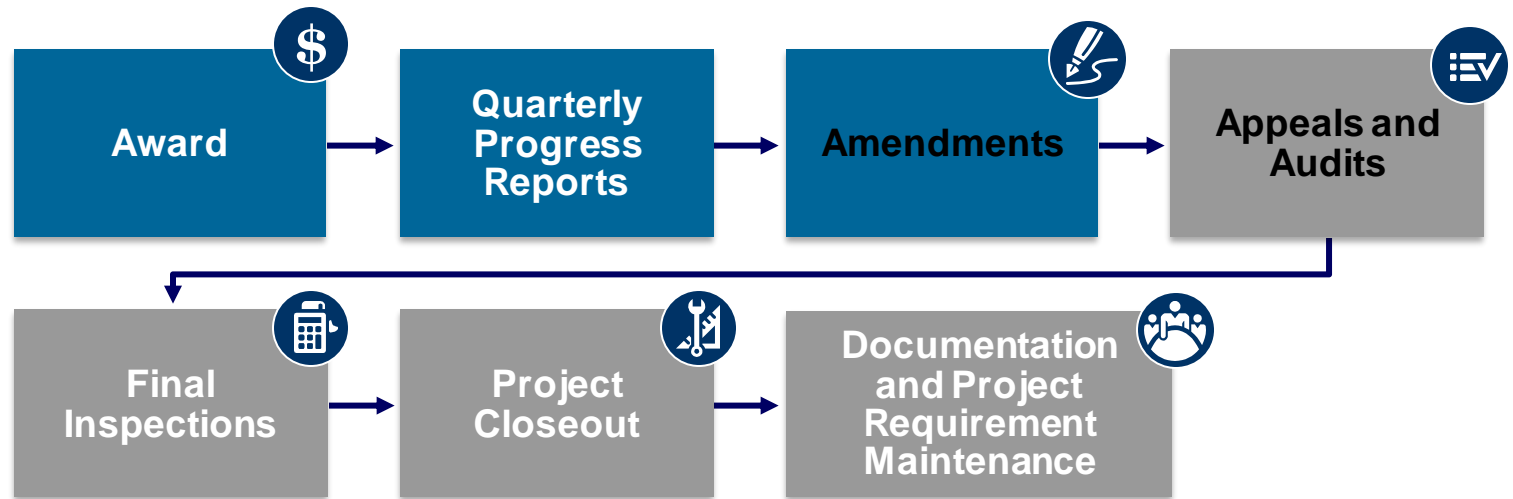 $
Award
Quarterly
Progress
Reports
Amendments
Appeals and
Audits
Final
Inspections
Project
Closeout
Documentation
and Project
Requirement
Maintenance